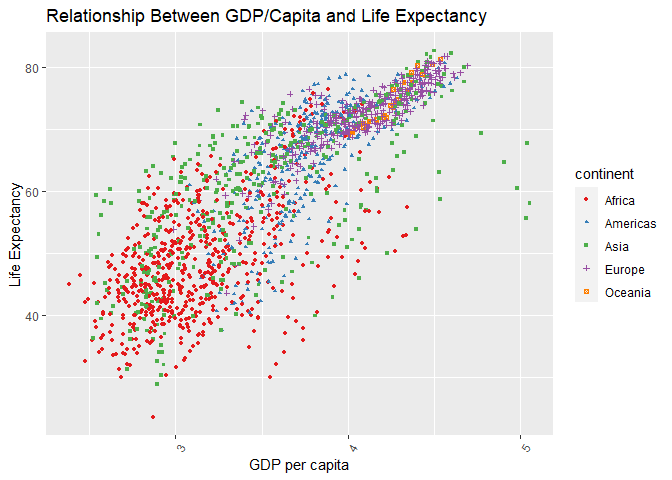 Relationship Between GDP/Capita and Life Expectancy
80
60
40
Life Expectancy
3
4
5
GDP per capita
continent
Africa
Americas
Asia
Europe
Oceania